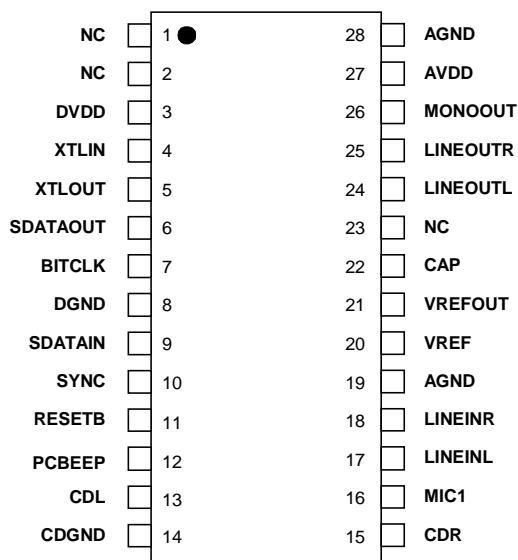 NC 1 28 AGND
NC 2 27 AVDD
DVDD 3 26 MONOOUT
XTLIN 4 25 LINEOUTR
XTLOUT 5 24 LINEOUTL
SDATAOUT 6 23 NC
BITCLK 7 22 CAP
DGND 8 21 VREFOUT
SDATAIN 9 20 VREF
SYNC 10 19 AGND
RESETB 11 18 LINEINR
PCBEEP 12 17 LINEINL
CDL 13 16 MIC1
CDGND 14 15 CDR